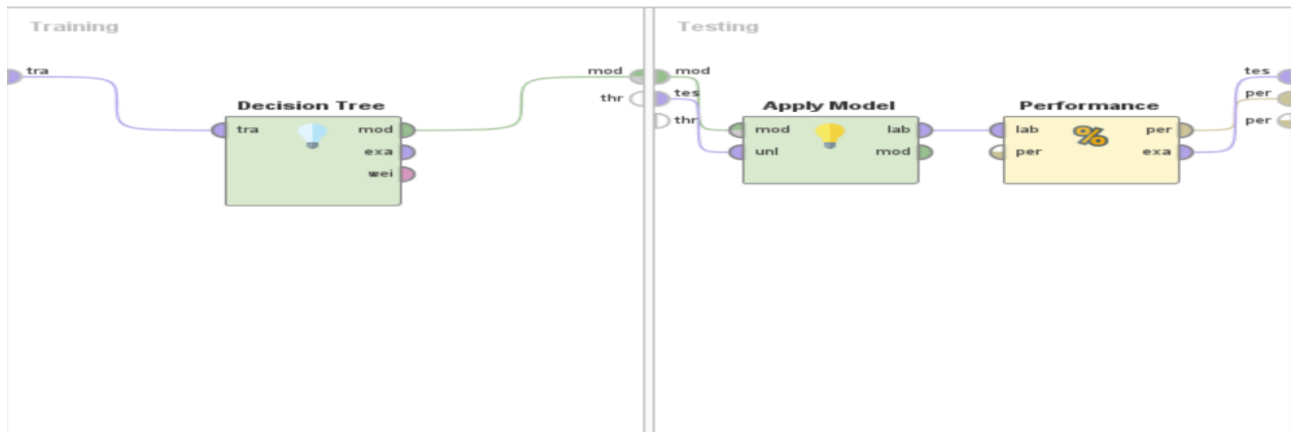 Training
tra
mod
thr
Decision Tree
tra mod
exa
wei
Testing
mod
tes
thr
Apply Model
mod lab
unl mod
Performance
% 
lab per
per exa
tes
per
per